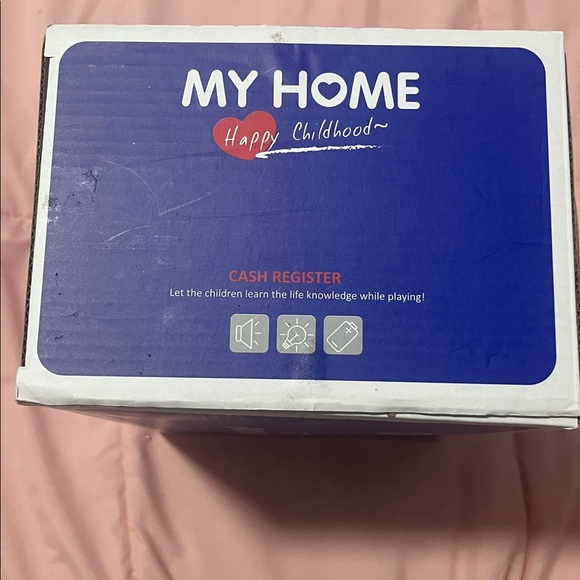 MY HOME
Happy Childhood~
CASH REGISTER
Let the children learn the life knowledge while playing!